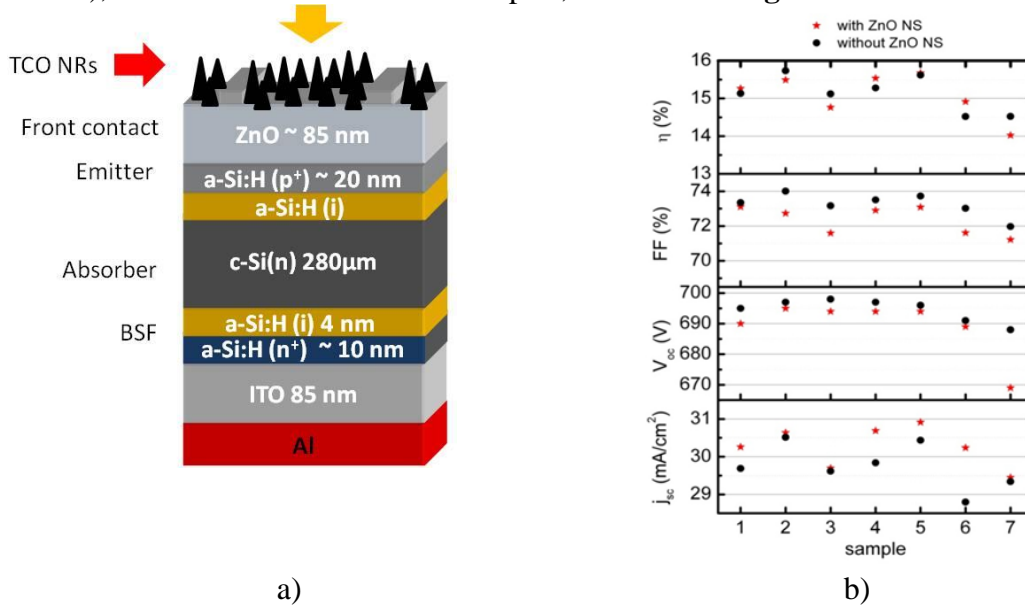 TCO NRs
Front contact
Emitter
Absorber
BSF
ZnO ~ 85 nm
a-Si:H (p⁺) ~ 20 nm
a-Si:H (i)
c-Si(n) 280µm
a-Si:H (i) 4 nm
a-Si:H (n⁺) ~ 10 nm
ITO 85 nm
Al
a)
with ZnO NS
without ZnO NS
η (%)
16
15
14
13
FF (%)
74
72
70
V_oc (V)
700
690
680
670
j_sc (mA/cm²)
31
30
29
1 2 3 4 5 6 7
sample
b)